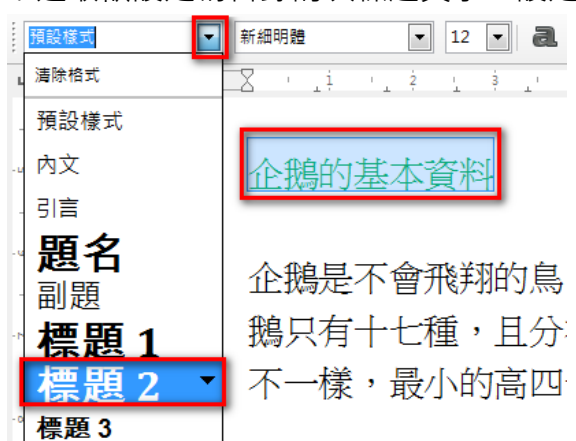 預設樣式 新細明體 12 a
清除格式
1 2 3
預設樣式
內文
引言
題名
副題
標題 1
標題 2
標題 3
企鵝的基本資料
企鵝是不會飛翔的鳥
鵝只有十七種，且分
不一樣，最小的高四